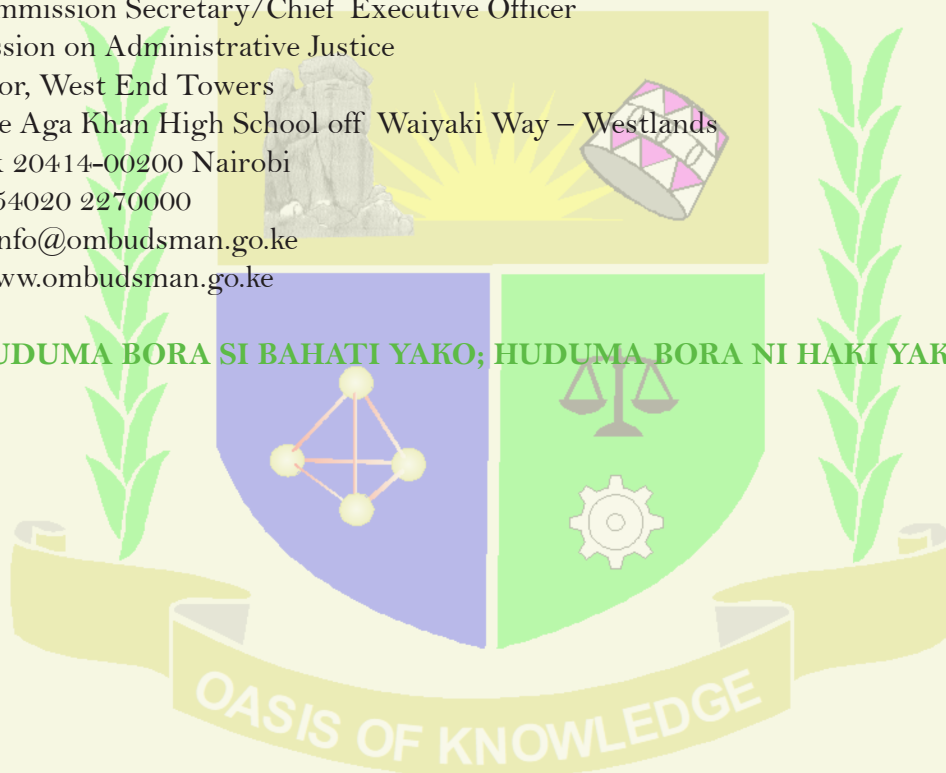 mmission Secretary/Chief Executive Officer
ssion on Administrative Justice
or, West End Towers
e Aga Khan High School off Waiyaki Way – Westlands
x 20414-00200 Nairobi
54020 2270000
nfo@ombudsman.go.ke
ww.ombudsman.go.ke
UDUMA BORA SI BAHATI YAKO; HUDUMA BORA NI HAKI YAK
OASIS OF KNOWLEDGE